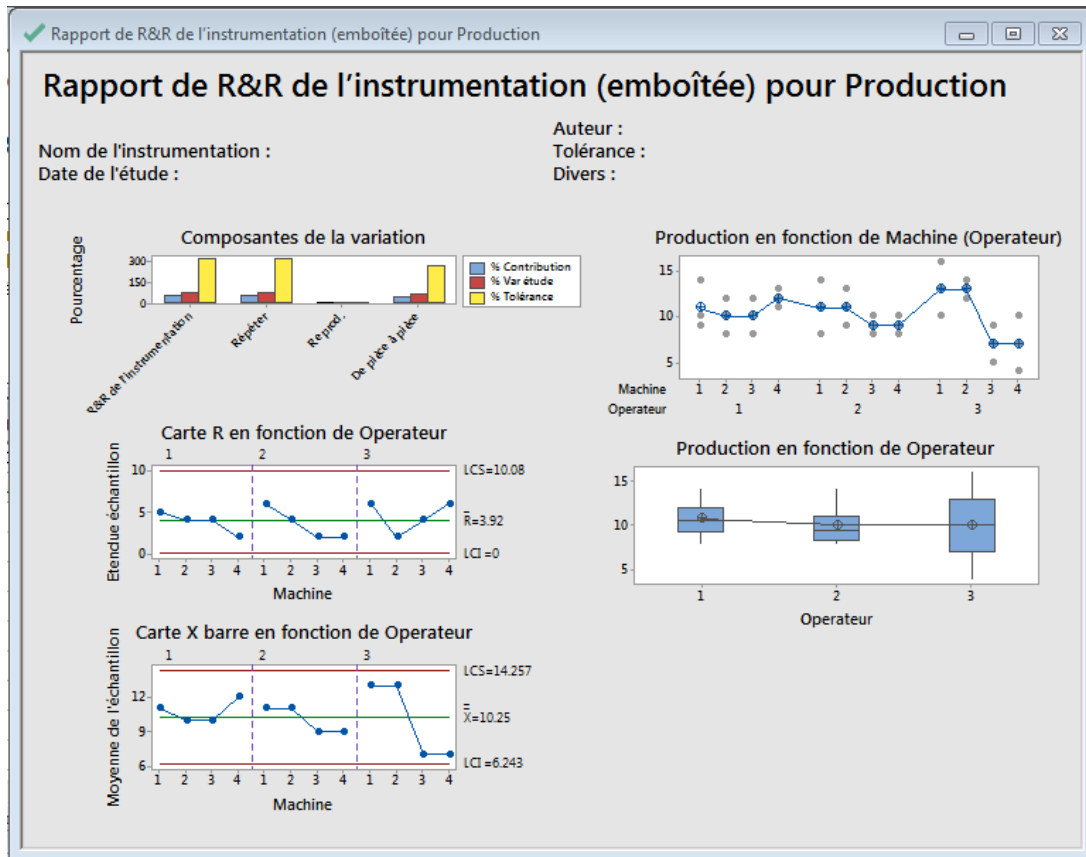 Rapport de R&R de l'instrumentation (emboîtée) pour Production
Rapport de R&R de l'instrumentation (emboîtée) pour Production
Nom de l'instrumentation :
Date de l'étude :
Auteur :
Tolérance :
Divers :
Composantes de la variation
Pourcentage
300
150
0
R&R de l'instrumentation
Répéter
Reprod.
De pièce à pièce
% Contribution
% Var étude
% Tolérance
Production en fonction de Machine (Operateur)
15
10
5
Machine 1 2 3 4 1 2 3 4 1 2 3 4
Operateur 1 2 3
Carte R en fonction de Operateur
1 2 3
Etendue échantillon
10
5
0
LCS=10.08
R=3.92
LCI=0
1 2 3 4 1 2 3 4 1 2 3 4
Machine
Production en fonction de Operateur
15
10
5
1 2 3
Operateur
Carte X barre en fonction de Operateur
1 2 3
Moyenne de l'échantillon
12
9
6
LCS=14.257
X=10.25
LCI=6.243
1 2 3 4 1 2 3 4 1 2 3 4
Machine